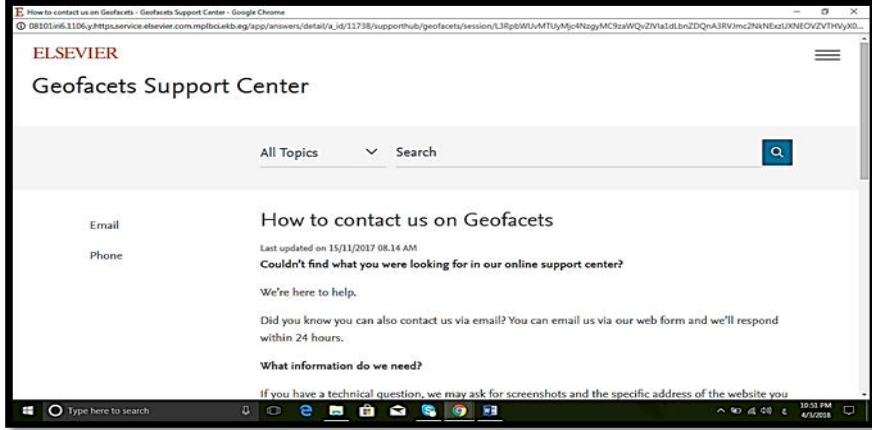 How to contact us on Geofacets - Geofacets Support Center - Google Chrome
ELSEVIER
Geofacets Support Center
All Topics Search
Email
Phone
How to contact us on Geofacets
Last updated on 15/11/2017 08.14 AM
Couldn't find what you were looking for in our online support center?
We're here to help.
Did you know you can also contact us via email? You can email us via our web form and we'll respond
within 24 hours.
What information do we need?
If you have a technical question, we may ask for screenshots and the specific address of the website you
Type here to search
10:51 PM
4/3/2018